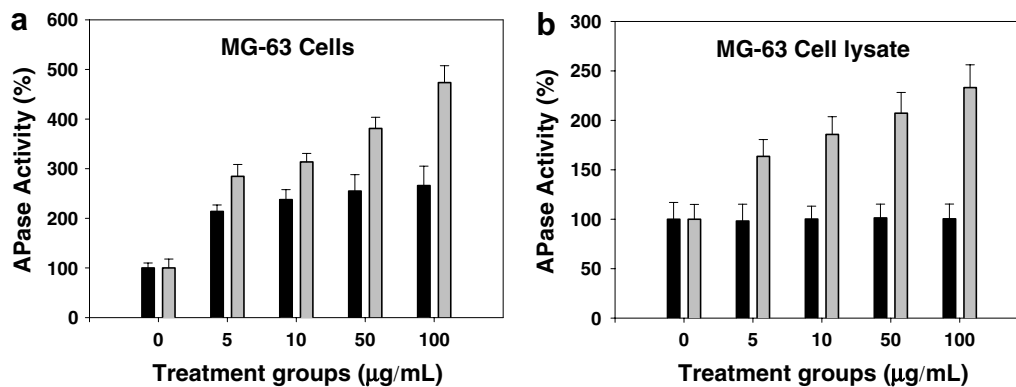 a
MG-63 Cells
APase Activity (%)
600
500
400
300
200
100
0
0 5 10 50 100
Treatment groups (μg/mL)
b
MG-63 Cell lysate
APase Activity (%)
300
250
200
150
100
50
0
0 5 10 50 100
Treatment groups (μg/mL)